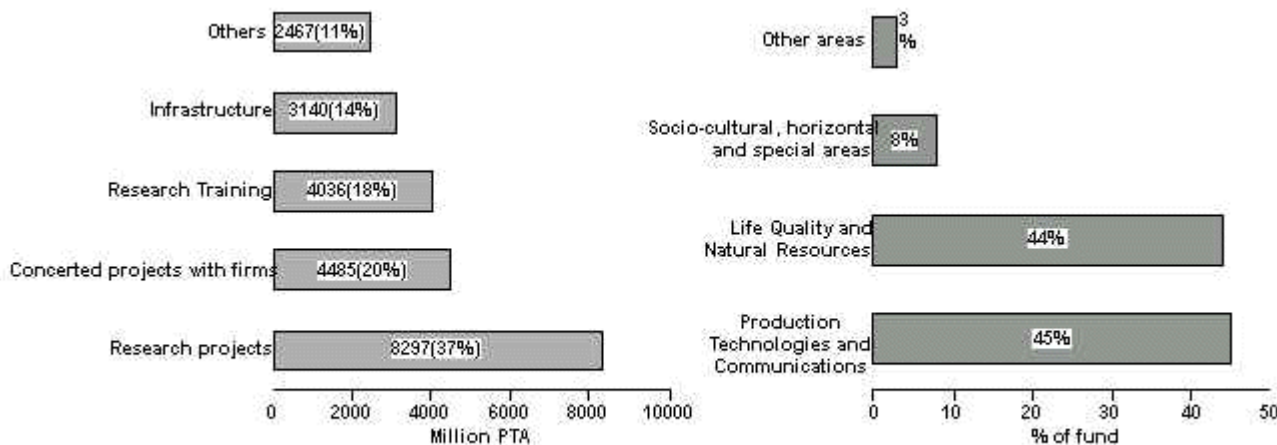 Others 2467(11%)
Infrastructure 3140(14%)
Research Training 4036(18%)
Concerted projects with firms 4485(20%)
Research projects 8297(37%)
0 2000 4000 6000 8000 10000
Million PTA
Other areas 3
%
Socio-cultural, horizontal
and special areas 8%
Life Quality and
Natural Resources 44%
Production
Technologies and
Communications 45%
0 10 20 30 40 50
% of fund